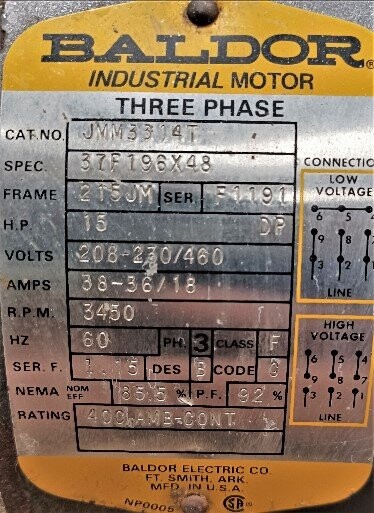 BALDOR®
INDUSTRIAL MOTOR
THREE PHASE
CAT.NO. JMM3314T
SPEC. 37F196X48
FRAME 215JM SER. F1191
H.P. 15 DP
VOLTS 208-230/460
AMPS 38-36/18
R.P.M. 3450
HZ 60 PH. 3 CLASS F
SER. F. 1.15 DES B CODE G
NEMA NOM EFF 85.5 % P.F. 92 %
RATING 40C AMB-CONT
CONNECTIO
LOW
VOLTAGE
6 5 4
9 8 7
3 2 1
LINE
HIGH
VOLTAGE
6 5 4
9 8 7
3 2 1
LINE
BALDOR ELECTRIC CO.
FT. SMITH, ARK.
MFD. IN U.S.A.
NP0005 SA